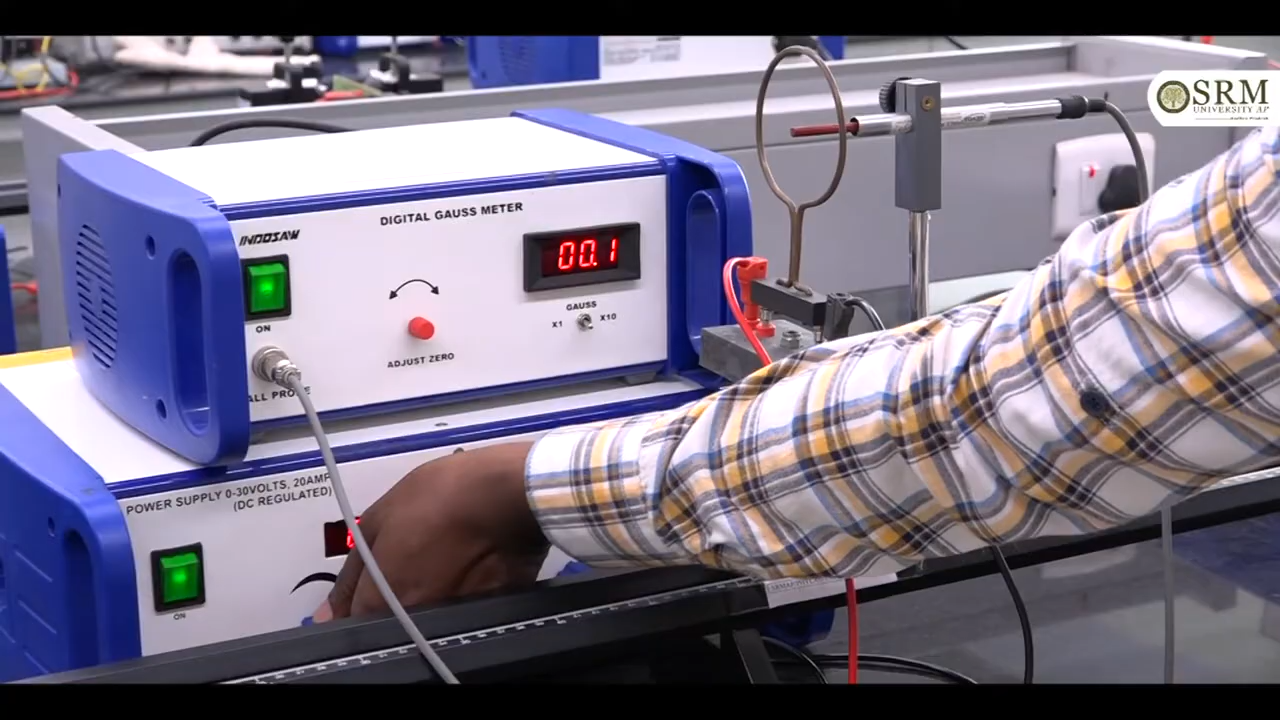 SRM
UNIVERSITY AP
DIGITAL GAUSS METER
INDOSAW
00.1
GAUSS
X1 X10
ON
ADJUST ZERO
POWER SUPPLY 0-30VOLTS, 20AMP
(DC REGULATED)
ON